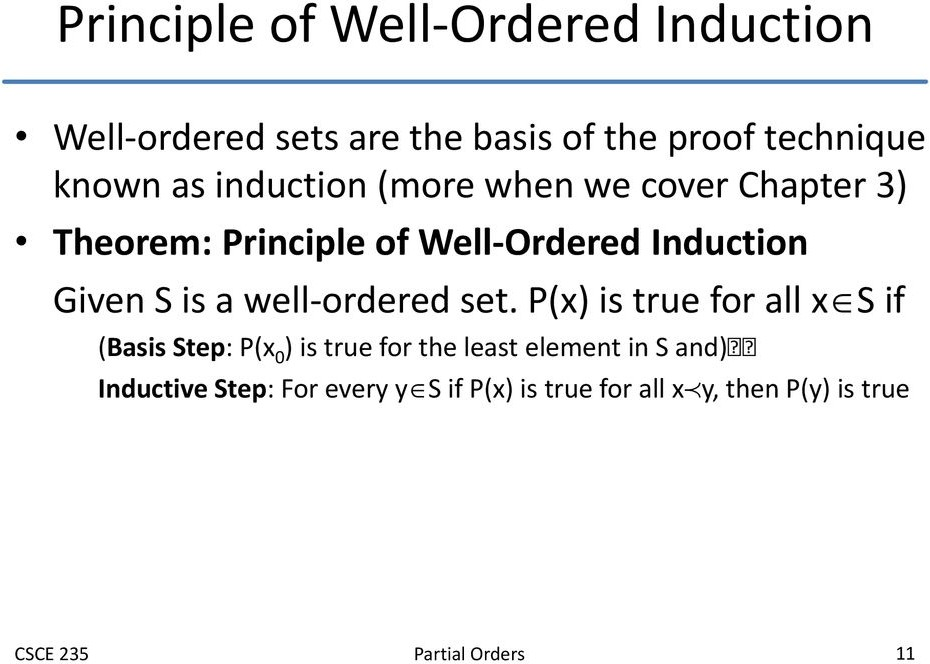 Principle of Well-Ordered Induction
• Well-ordered sets are the basis of the proof technique
known as induction (more when we cover Chapter 3)
• Theorem: Principle of Well-Ordered Induction
Given S is a well-ordered set. P(x) is true for all x∈S if
(Basis Step: P(x₀) is true for the least element in S and)⍰⍰
Inductive Step: For every y∈S if P(x) is true for all x≺y, then P(y) is true
CSCE 235
Partial Orders
11